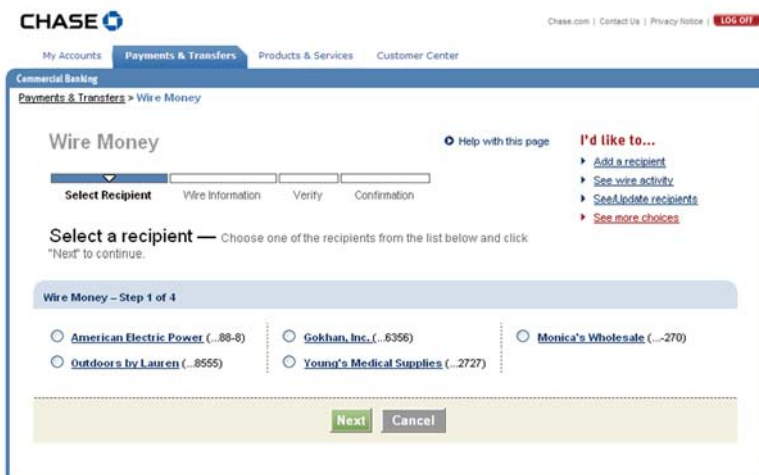 CHASE
Chase.com | Contact Us | Privacy Notice | LOG OFF
My Accounts Payments & Transfers Products & Services Customer Center
Commercial Banking
Payments & Transfers > Wire Money
Wire Money
Help with this page
I'd like to...
Add a recipient
See wire activity
See/Update recipients
See more choices
Select Recipient Wire Information Verify Confirmation
Select a recipient — Choose one of the recipients from the list below and click
"Next" to continue.
Wire Money – Step 1 of 4
American Electric Power (...88-8) Gokhan, Inc. (...6356) Monica's Wholesale (...-270)
Outdoors by Lauren (...8555) Young's Medical Supplies (...2727)
Next Cancel